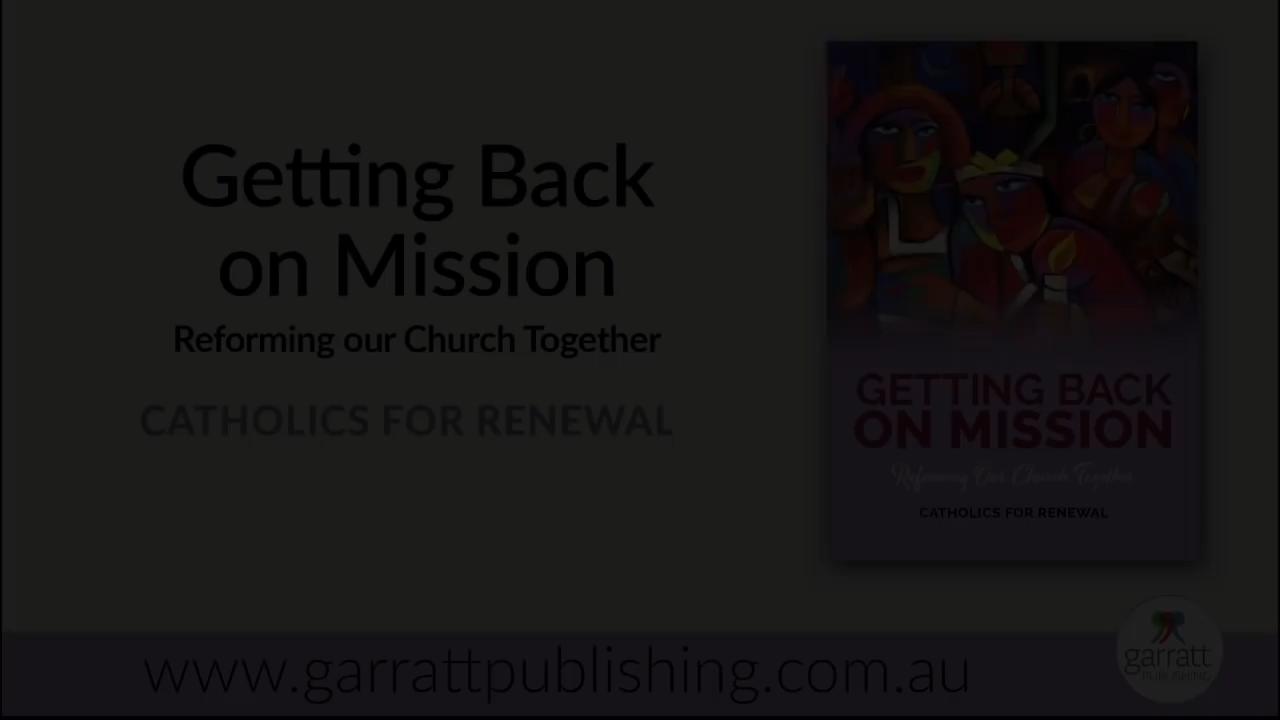 Getting Back
on Mission
Reforming our Church Together
CATHOLICS FOR RENEWAL
GETTING BACK
ON MISSION
Reforming Our Church Together
CATHOLICS FOR RENEWAL
www.garrattpublishing.com.au
garratt
PUBLISHING